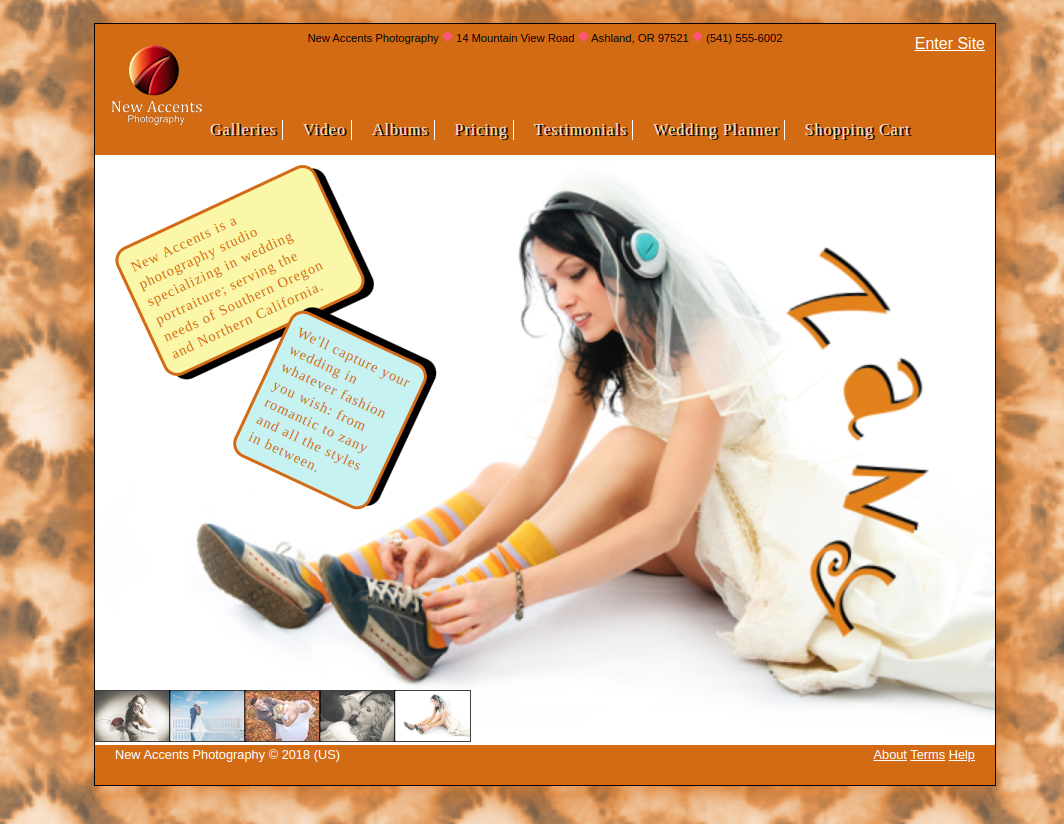 New Accents Photography ◆ 14 Mountain View Road ◆ Ashland, OR 97521 ◆ (541) 555-6002
Enter Site
New Accents
Photography
Galleries
Video
Albums
Pricing
Testimonials
Wedding Planner
Shopping Cart
New Accents is a
photography studio
specializing in wedding
portraiture; serving the
needs of Southern Oregon
and Northern California.
We'll capture your
wedding in
whatever fashion
you wish: from
romantic to zany
and all the styles
in between.
Zany
New Accents Photography © 2018 (US)
About Terms Help